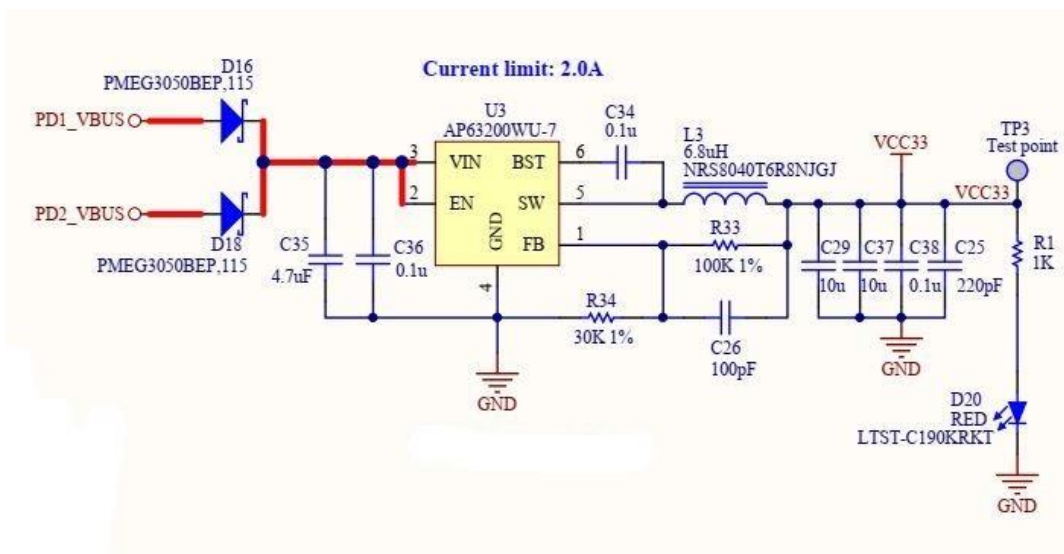 Current limit: 2.0A
D16
PMEG3050BEP,115
PD1_VBUS
PD2_VBUS
D18
PMEG3050BEP,115
C35
4.7uF
C36
0.1u
U3
AP63200WU-7
3
VIN
BST
6
2
EN
SW
5
GND
FB
1
4
C34
0.1u
L3
6.8uH
NRS8040T6R8NJGJ
R33
100K 1%
R34
30K 1%
C26
100pF
GND
VCC33
VCC33
TP3
Test point
C29
10u
C37
10u
C38
0.1u
C25
220pF
GND
R1
1K
D20
RED
LTST-C190KRKT
GND